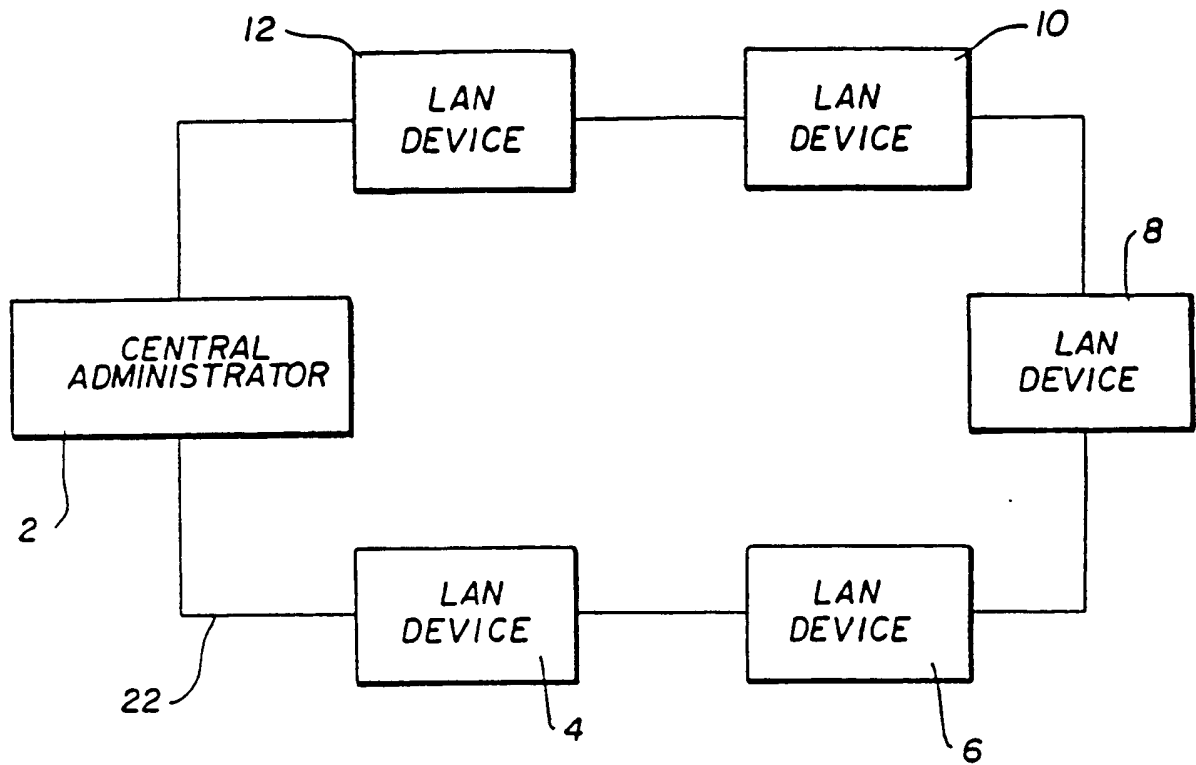 12
10
LAN
DEVICE
LAN
DEVICE
8
CENTRAL
ADMINISTRATOR
LAN
DEVICE
2
LAN
DEVICE
LAN
DEVICE
22
4
6